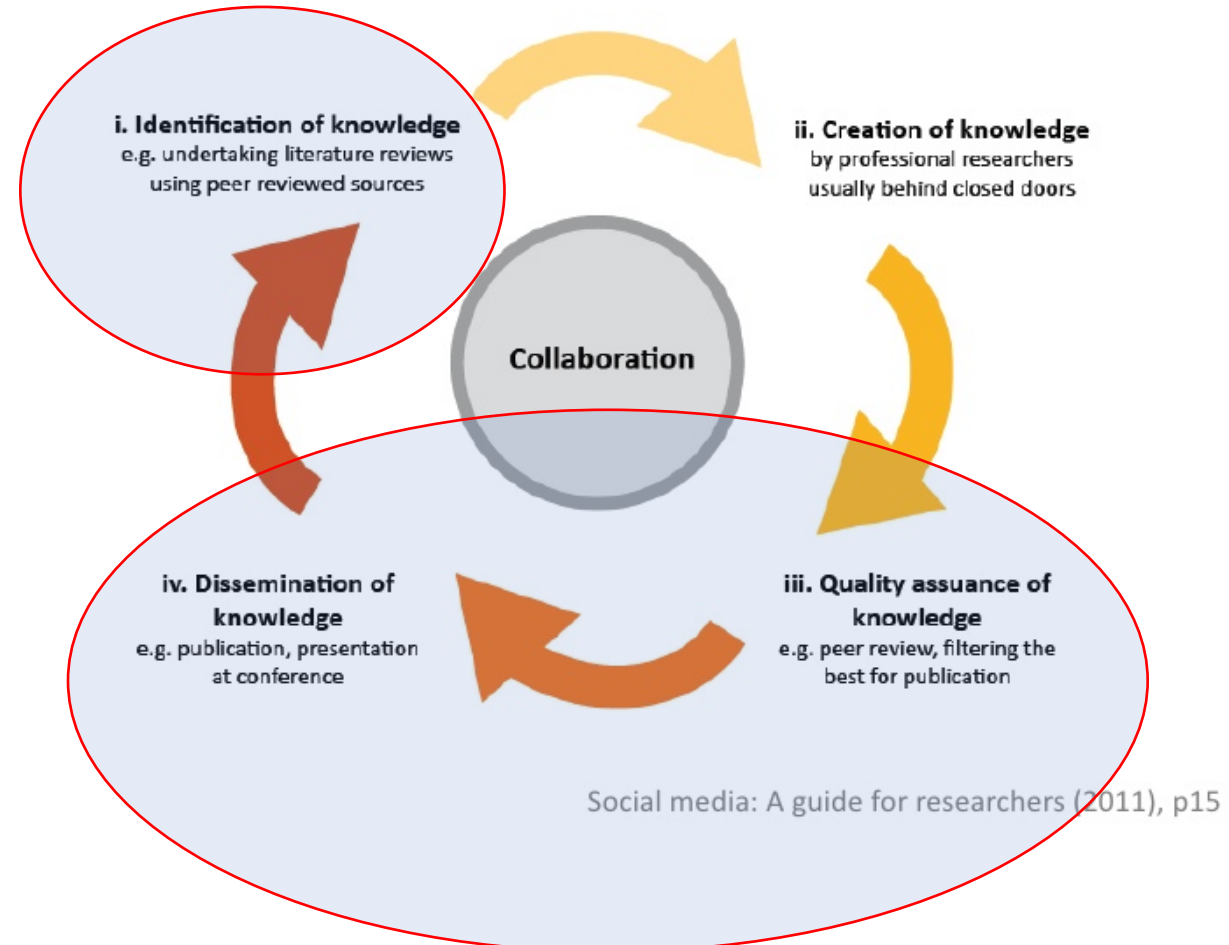 i. Identification of knowledge
e.g. undertaking literature reviews
using peer reviewed sources
ii. Creation of knowledge
by professional researchers
usually behind closed doors
Collaboration
iii. Quality assuance of
knowledge
e.g. peer review, filtering the
best for publication
iv. Dissemination of
knowledge
e.g. publication, presentation
at conference
Social media: A guide for researchers (2011), p15